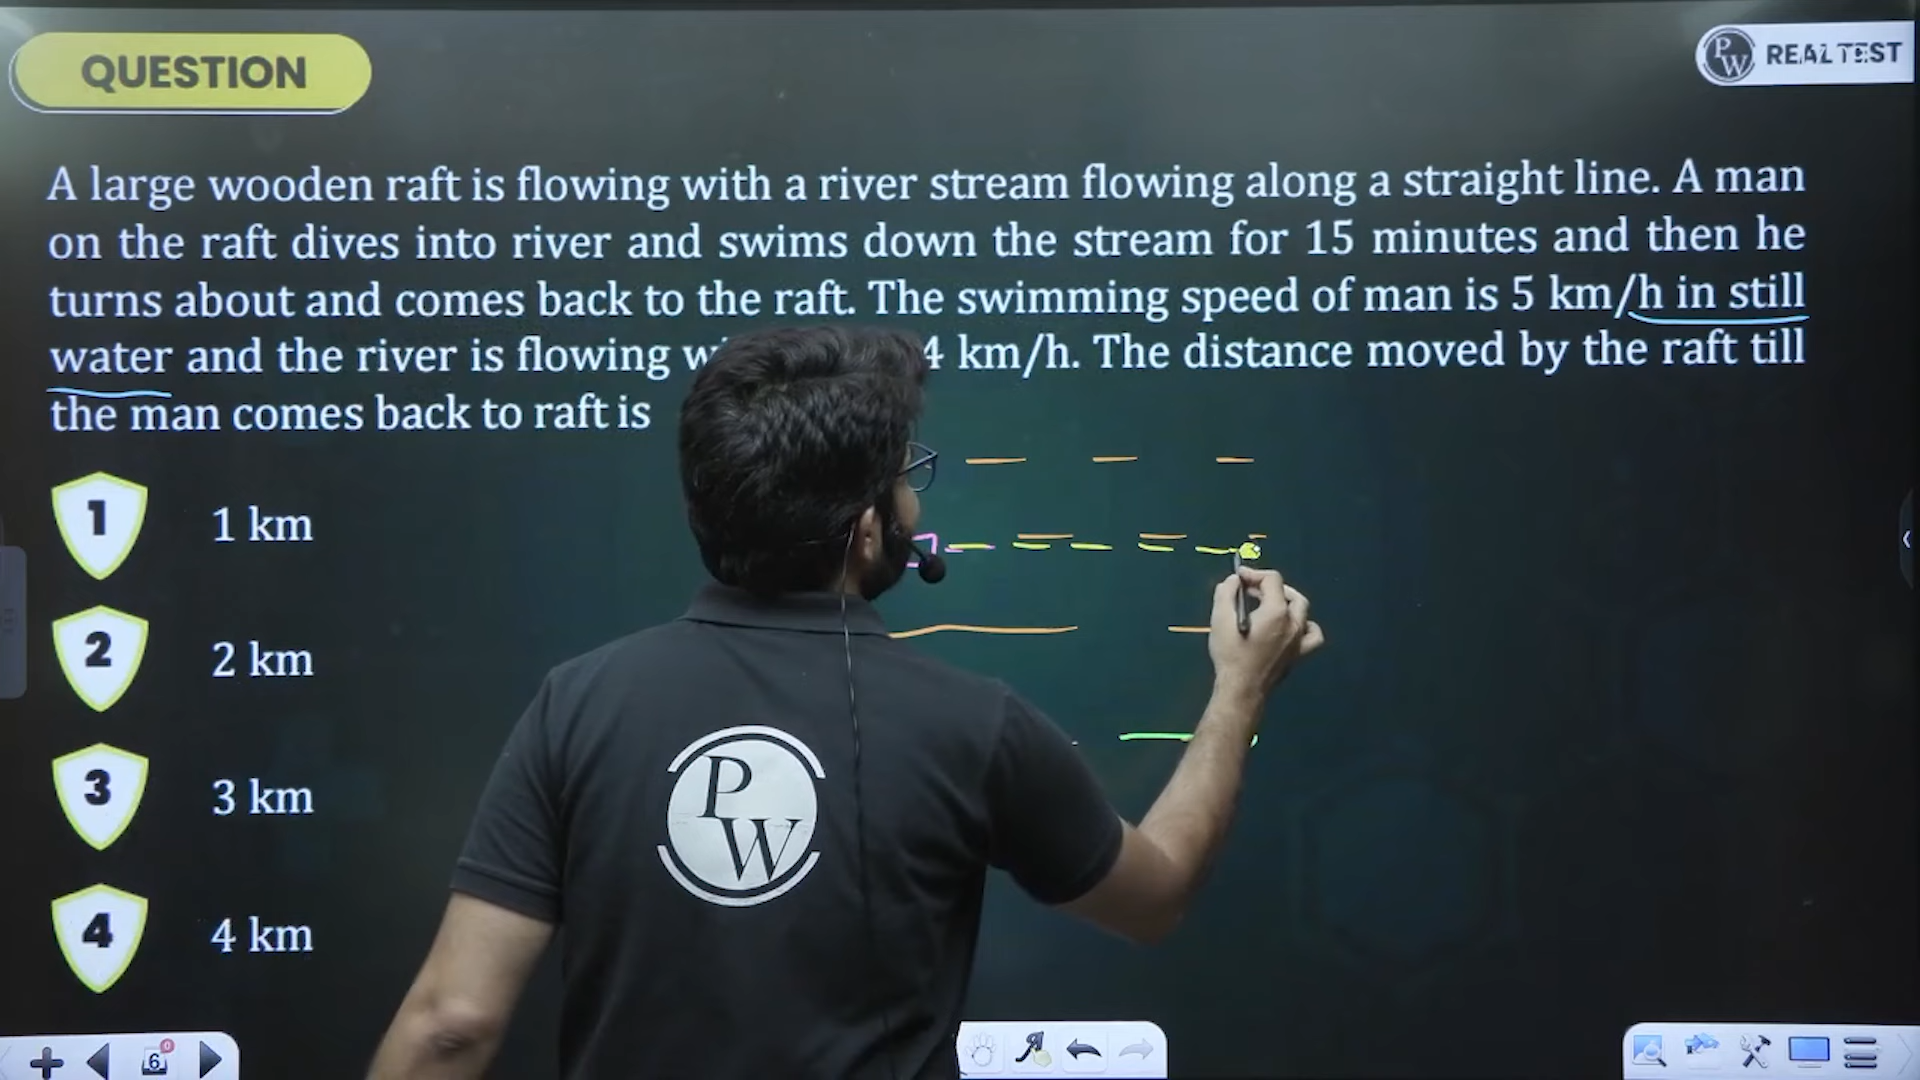 QUESTION
PW REAL TEST
A large wooden raft is flowing with a river stream flowing along a straight line. A man
on the raft dives into river and swims down the stream for 15 minutes and then he
turns about and comes back to the raft. The swimming speed of man is 5 km/h in still
water and the river is flowing 4 km/h. The distance moved by the raft till
the man comes back to raft is
1 1 km
2 2 km
3 3 km
4 4 km
PW
6 0